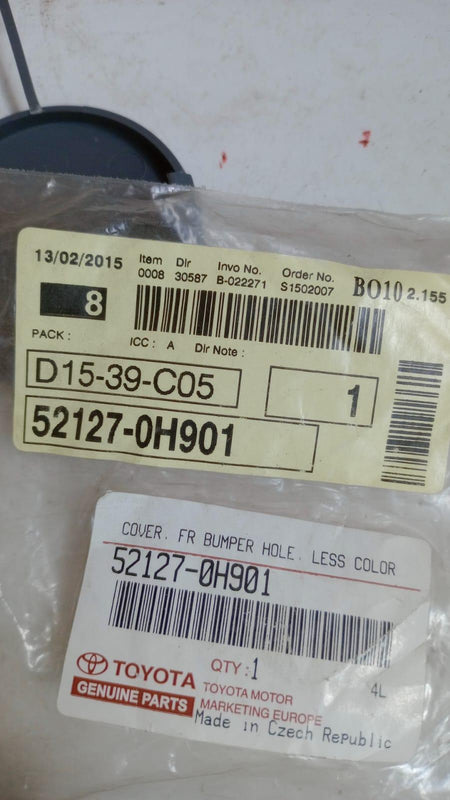 13/02/2015
Item Dir Invo No. Order No.
0008 30587 B-022271 S1502007
BO10 2.155
8
PACK :
ICC : A Dir Note :
D15-39-C05
1
52127-0H901
COVER, FR BUMPER HOLE, LESS COLOR
52127-0H901
QTY :1
4L
TOYOTA
GENUINE PARTS
TOYOTA MOTOR
MARKETING EUROPE
Made in Czech Republic